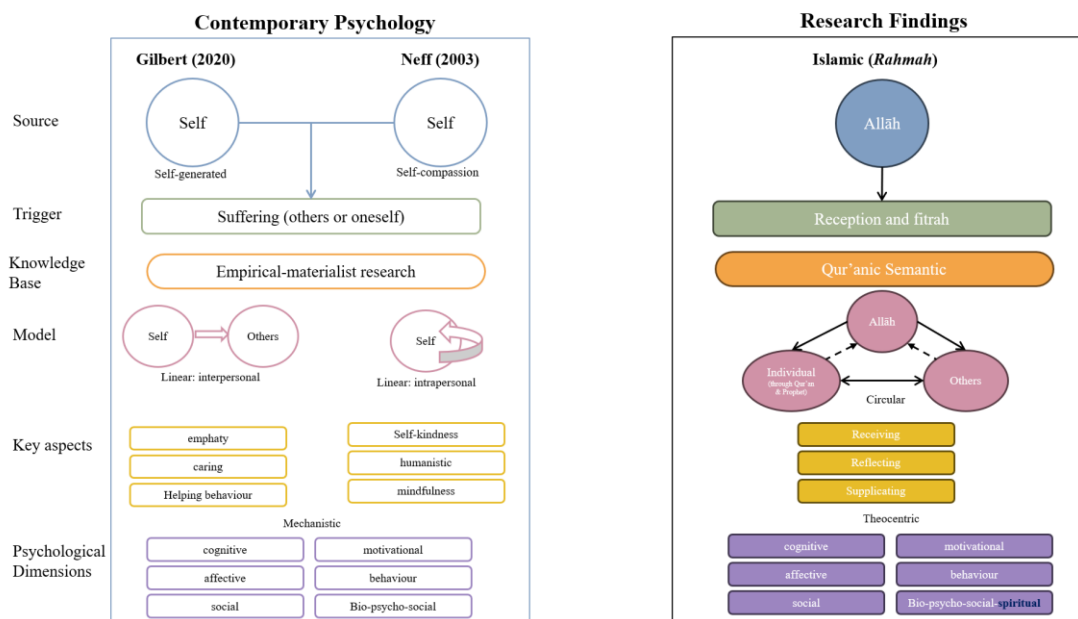 Contemporary Psychology
Gilbert (2020)
Neff (2003)
Source
Self
Self
Self-generated
Self-compassion
Trigger
Suffering (others or oneself)
Knowledge
Base
Empirical-materialist research
Model
Self
Others
Self
Linear: interpersonal
Linear: intrapersonal
Key aspects
emphaty
caring
Helping behaviour
Self-kindness
humanistic
mindfulness
Mechanistic
Psychological
Dimensions
cognitive
motivational
affective
behaviour
social
Bio-psycho-social
Research Findings
Islamic (Rahmah)
Allāh
Reception and fitrah
Qur’anic Semantic
Allāh
Individual
(through Qur’an
& Prophet)
Others
Circular
Receiving
Reflecting
Supplicating
Theocentric
cognitive
motivational
affective
behaviour
social
Bio-psycho-social-spiritual